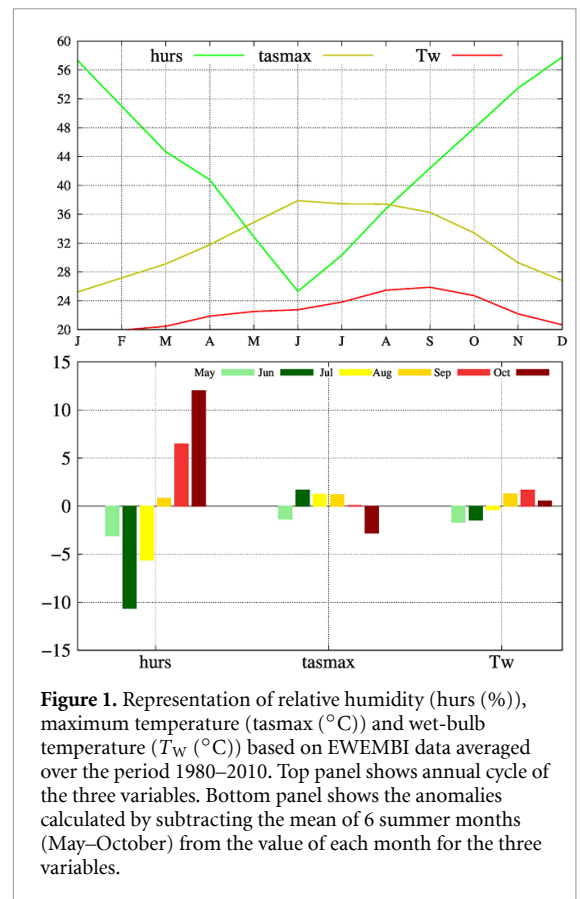 60
hurs tasmax Tw
56
52
48
44
40
36
32
28
24
20
J F M A M J J A S O N D
15
May Jun Jul Aug Sep Oct
10
5
0
−5
−10
−15
hurs tasmax Tw
Figure 1. Representation of relative humidity (hurs (%)),
maximum temperature (tasmax (°C)) and wet-bulb
temperature (TW (°C)) based on EWEMBI data averaged
over the period 1980–2010. Top panel shows annual cycle of
the three variables. Bottom panel shows the anomalies
calculated by subtracting the mean of 6 summer months
(May–October) from the value of each month for the three
variables.